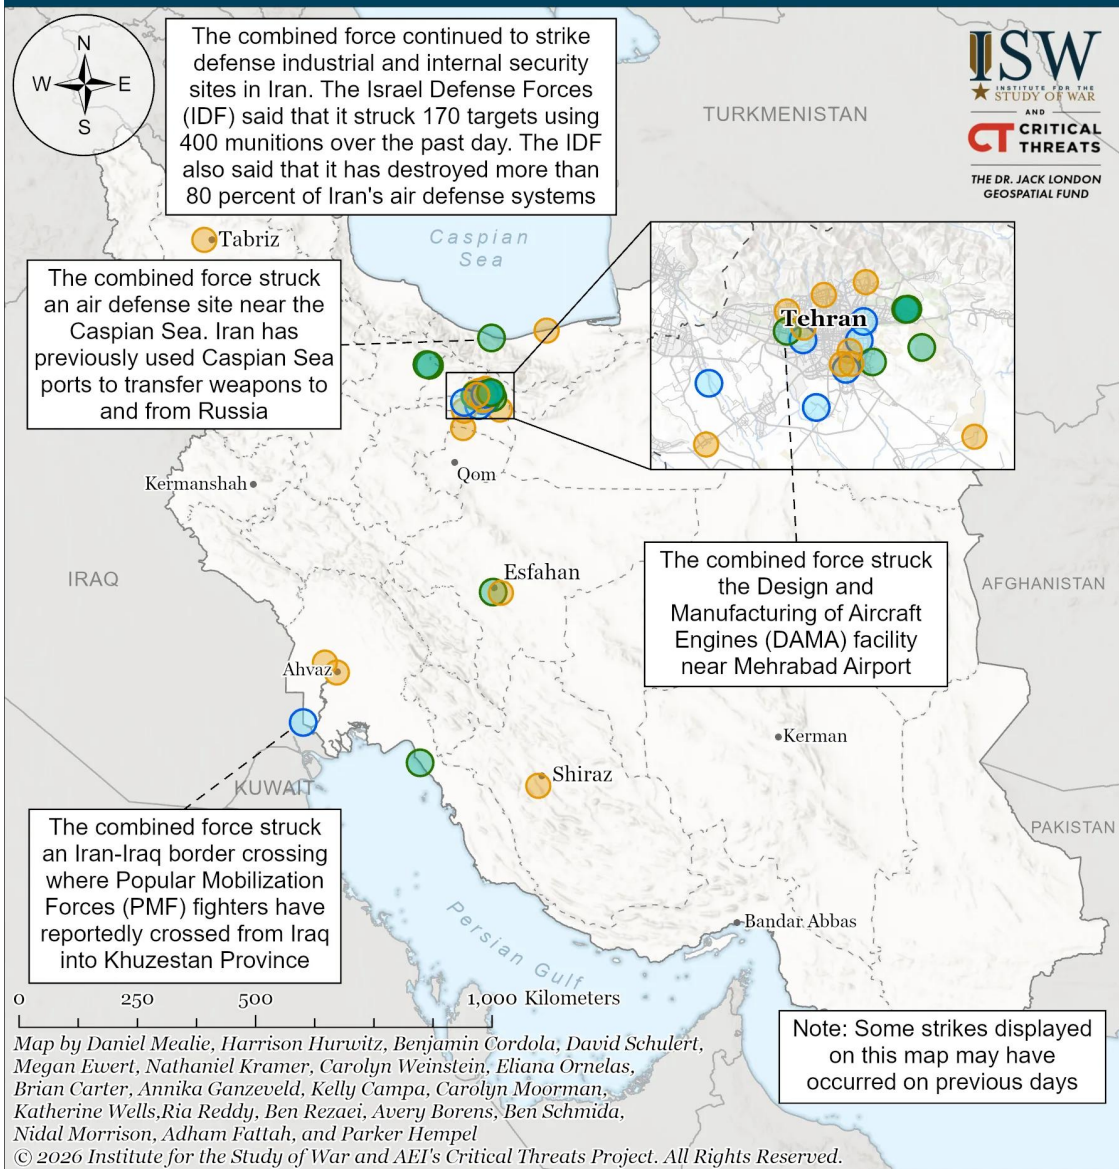 N
W
E
S
The combined force continued to strike
defense industrial and internal security
sites in Iran. The Israel Defense Forces
(IDF) said that it struck 170 targets using
400 munitions over the past day. The IDF
also said that it has destroyed more than
80 percent of Iran's air defense systems
ISW
INSTITUTE FOR THE
STUDY OF WAR
AND
CT CRITICAL
THREATS
THE DR. JACK LONDON
GEOSPATIAL FUND
TURKMENISTAN
Caspian
Sea
Tabriz
The combined force struck
an air defense site near the
Caspian Sea. Iran has
previously used Caspian Sea
ports to transfer weapons to
and from Russia
Tehran
Qom
Kermanshah
IRAQ
Esfahan
The combined force struck
the Design and
Manufacturing of Aircraft
Engines (DAMA) facility
near Mehrabad Airport
AFGHANISTAN
Ahvaz
Kerman
Shiraz
KUWAIT
The combined force struck
an Iran-Iraq border crossing
where Popular Mobilization
Forces (PMF) fighters have
reportedly crossed from Iraq
into Khuzestan Province
PAKISTAN
Bandar Abbas
Persian Gulf
0 250 500 1,000 Kilometers
Note: Some strikes displayed
on this map may have
occurred on previous days
Map by Daniel Mealie, Harrison Hurwitz, Benjamin Cordola, David Schulert,
Megan Ewert, Nathaniel Kramer, Carolyn Weinstein, Eliana Ornelas,
Brian Carter, Annika Ganzeveld, Kelly Campa, Carolyn Moorman,
Katherine Wells,Ria Reddy, Ben Rezaei, Avery Borens, Ben Schmida,
Nidal Morrison, Adham Fattah, and Parker Hempel
© 2026 Institute for the Study of War and AEI's Critical Threats Project. All Rights Reserved.